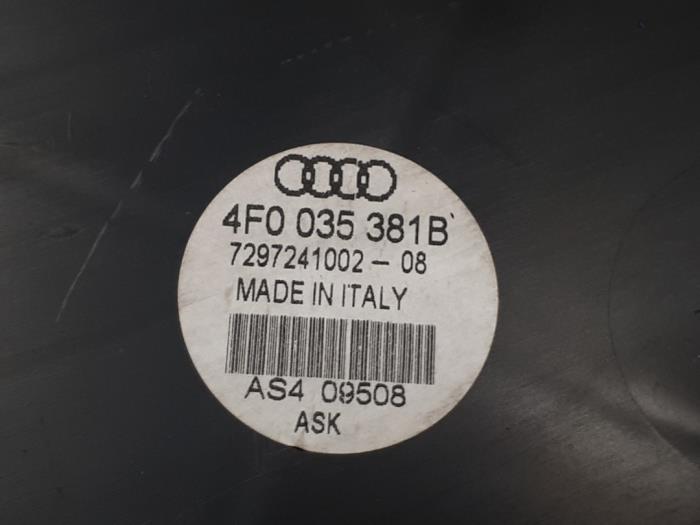 4F0 035 381B
7297241002 - 08
MADE IN ITALY
AS4 09508
ASK